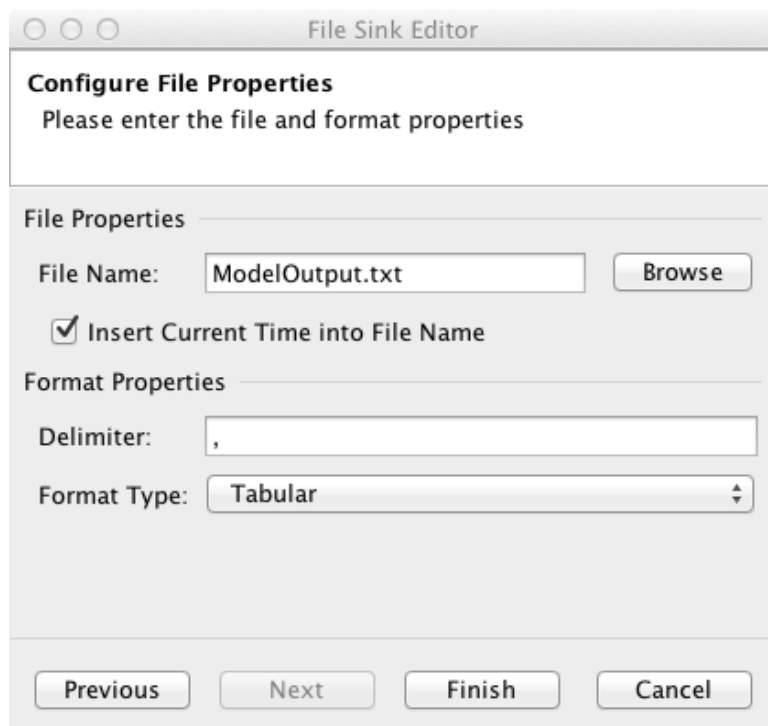 File Sink Editor
Configure File Properties
Please enter the file and format properties
File Properties
File Name: ModelOutput.txt Browse
Insert Current Time into File Name
Format Properties
Delimiter: ,
Format Type: Tabular
Previous Next Finish Cancel